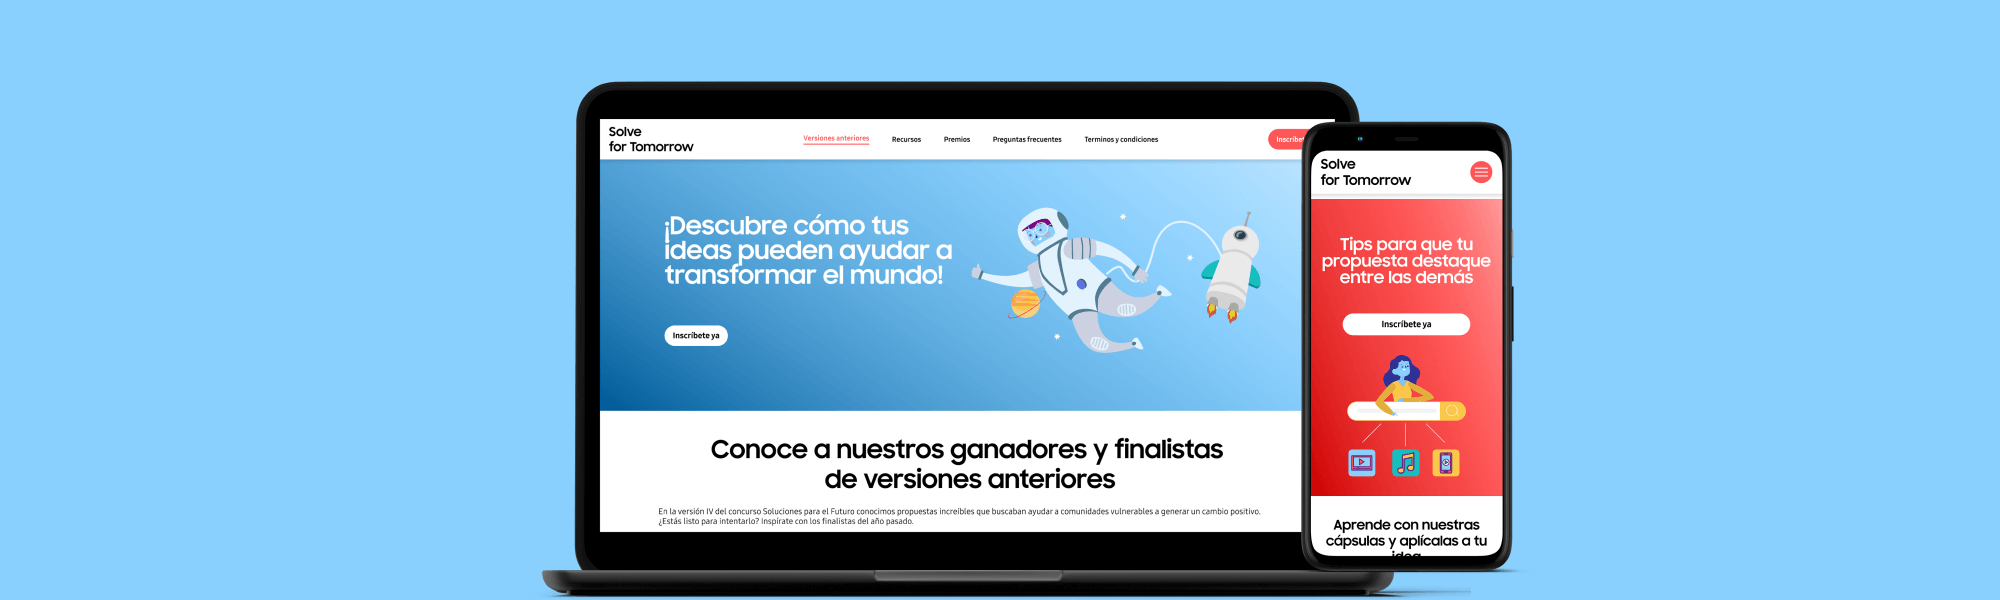 Solve
for Tomorrow
Versiones anteriores
Recursos
Premios
Preguntas frecuentes
Terminos y condiciones
¡Descubre cómo tus
ideas pueden ayudar a
transformar el mundo!
Inscríbete ya
Conoce a nuestros ganadores y finalistas
de versiones anteriores
En la versión IV del concurso Soluciones para el Futuro conocimos propuestas increíbles que buscaban ayudar a comunidades vulnerables a generar un cambio positivo.
¿Estás listo para intentarlo? Inspírate con los finalistas del año pasado.
Solve
for Tomorrow
Tips para que tu
propuesta destaque
entre las demás
Inscríbete ya
Aprende con nuestras
cápsulas y aplícalas a tu
idea